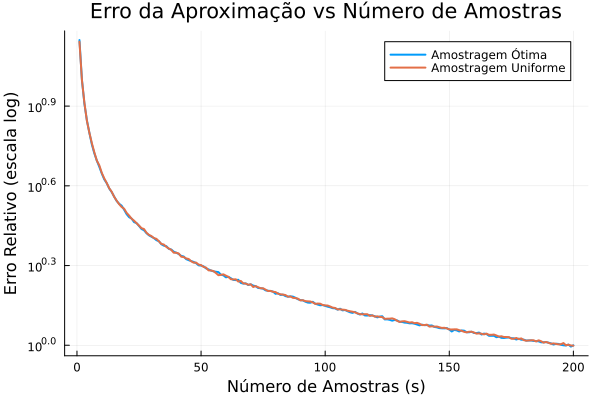 Erro da Aproximação vs Número de Amostras
Amostragem Ótima
Amostragem Uniforme
Erro Relativo (escala log)
10^0.9
10^0.6
10^0.3
10^0.0
0 50 100 150 200
Número de Amostras (s)